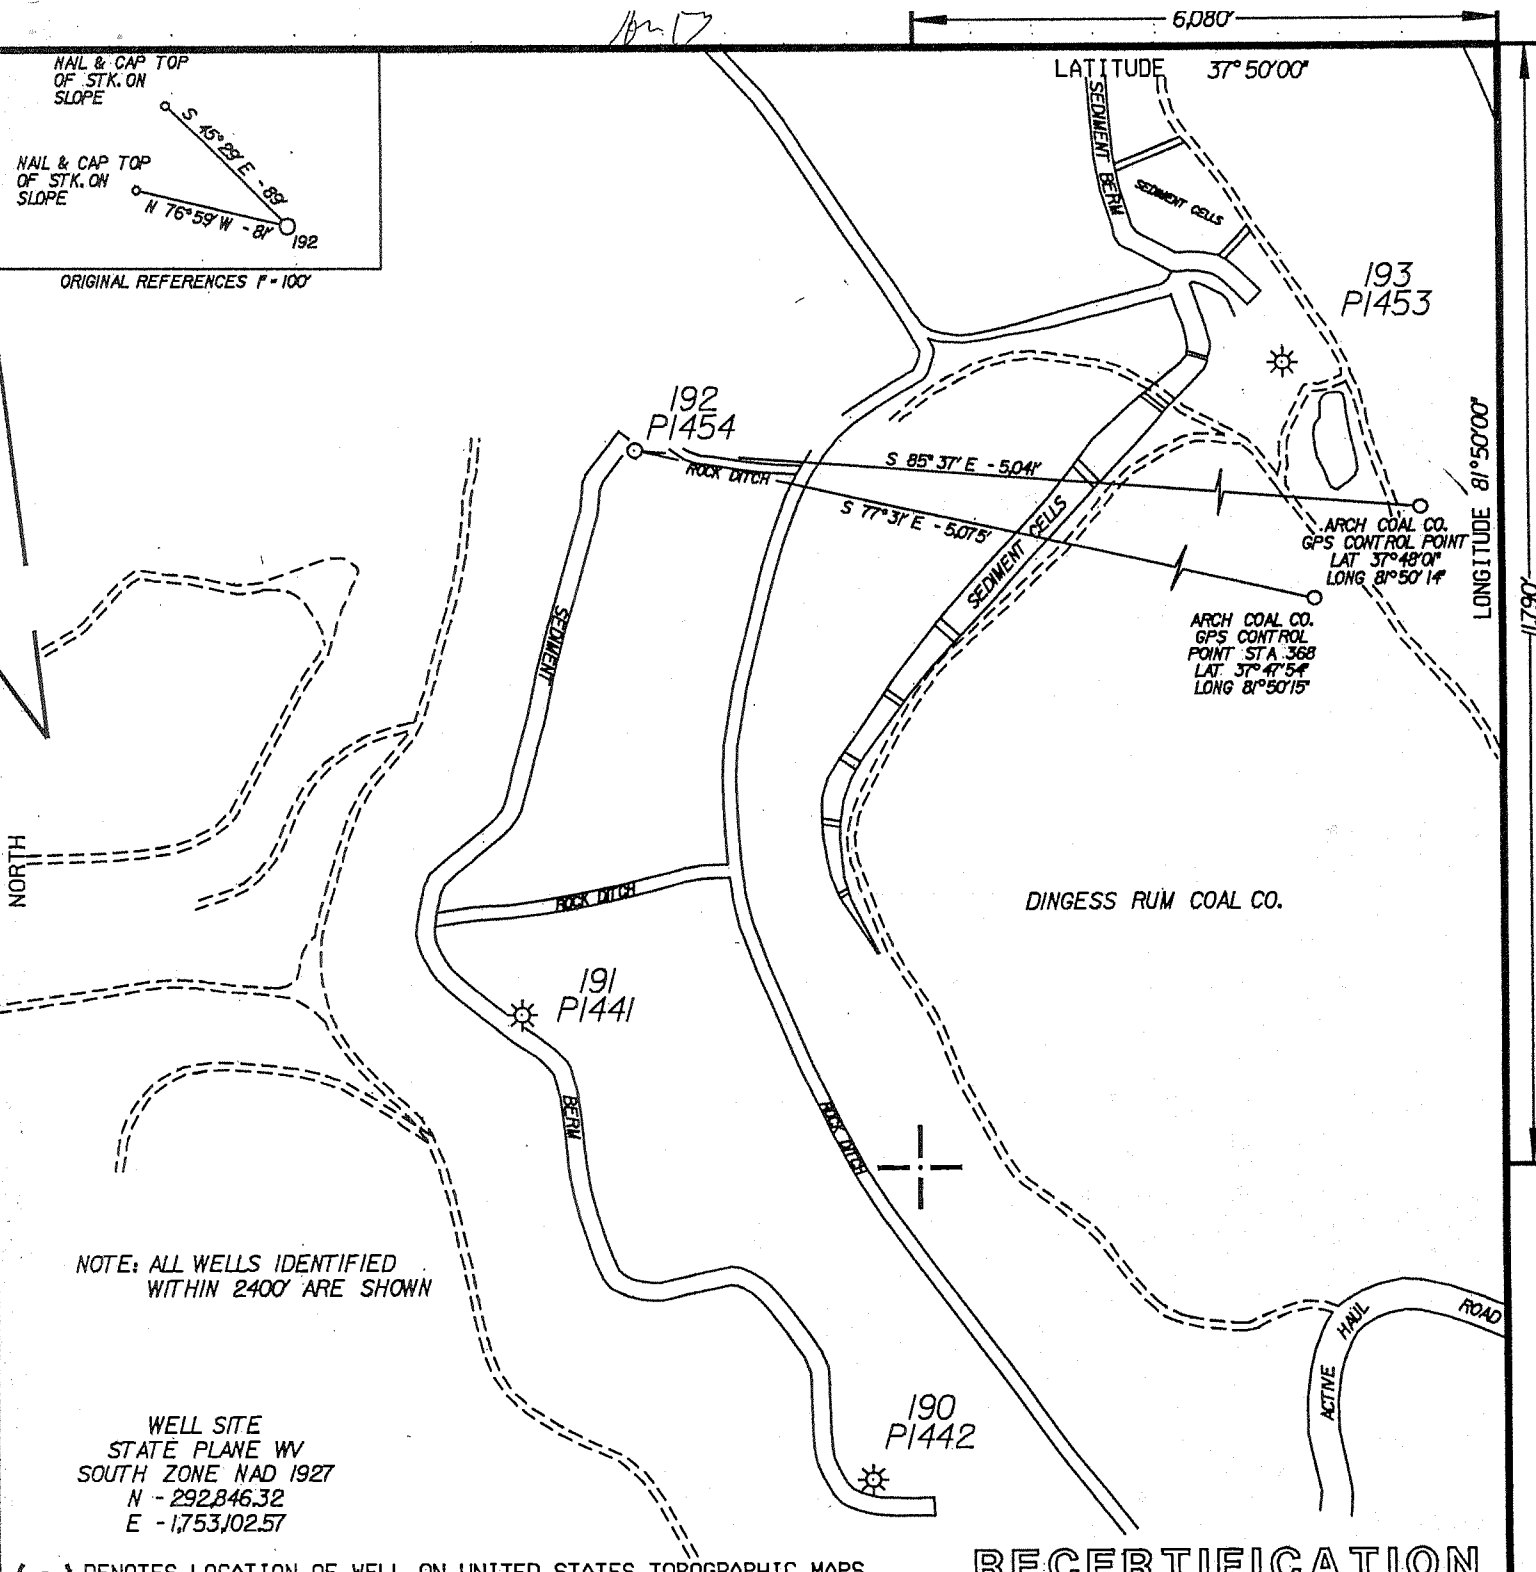 6,080'
LATITUDE 37°50'00"
NAIL & CAP TOP
OF STK. ON
SLOPE
S 45°29' E - 89'
NAIL & CAP TOP
OF STK. ON
SLOPE
N 76°59' W - 81'
192
ORIGINAL REFERENCES 1" = 100'
SEDIMENT BERM
SEDIMENT CELLS
193
P1453
192
P1454
ROCK DITCH
S 85°37' E - 5,041'
S 77°31' E - 5,075'
SEDIMENT CELLS
ARCH COAL CO.
GPS CONTROL POINT
LAT 37°48'01"
LONG 81°50'14"
LONGITUDE 81°50'00"
11,790'
ARCH COAL CO.
GPS CONTROL
POINT STA 368
LAT. 37°47'54"
LONG 81°50'15"
SEDIMENT
NORTH
ROCK DITCH
DINGESS RUM COAL CO.
191
P1441
BERM
ROCK DITCH
NOTE: ALL WELLS IDENTIFIED
WITHIN 2400' ARE SHOWN
ACTIVE HAUL ROAD
190
P1442
WELL SITE
STATE PLANE WV
SOUTH ZONE NAD 1927
N - 292,846.32
E - 1,753,102.57
DENOTES LOCATION OF WELL ON UNITED STATES TOPOGRAPHIC MAPS
RECERTIFICATION